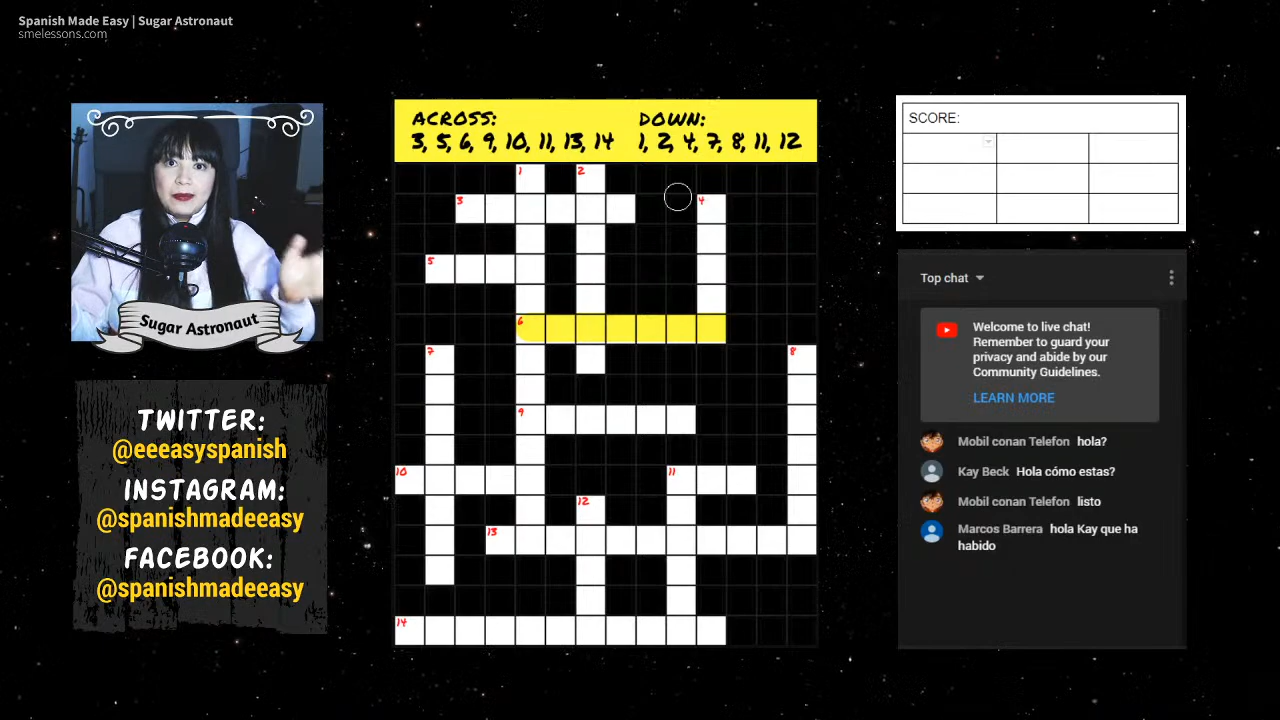 Spanish Made Easy | Sugar Astronaut
smelessons.com
Sugar Astronaut
TWITTER:
@eeeasyspanish
INSTAGRAM:
@spanishmadeeasy
FACEBOOK:
@spanishmadeeasy
ACROSS:
3, 5, 6, 9, 10, 11, 13, 14
DOWN:
1, 2, 4, 7, 8, 11, 12
1
2
3
4
5
6
7
8
9
10
11
12
13
14
SCORE:
Top chat
Welcome to live chat!
Remember to guard your
privacy and abide by our
Community Guidelines.
LEARN MORE
Mobil conan Telefon hola?
Kay Beck Hola cómo estas?
Mobil conan Telefon listo
Marcos Barrera hola Kay que ha
habido